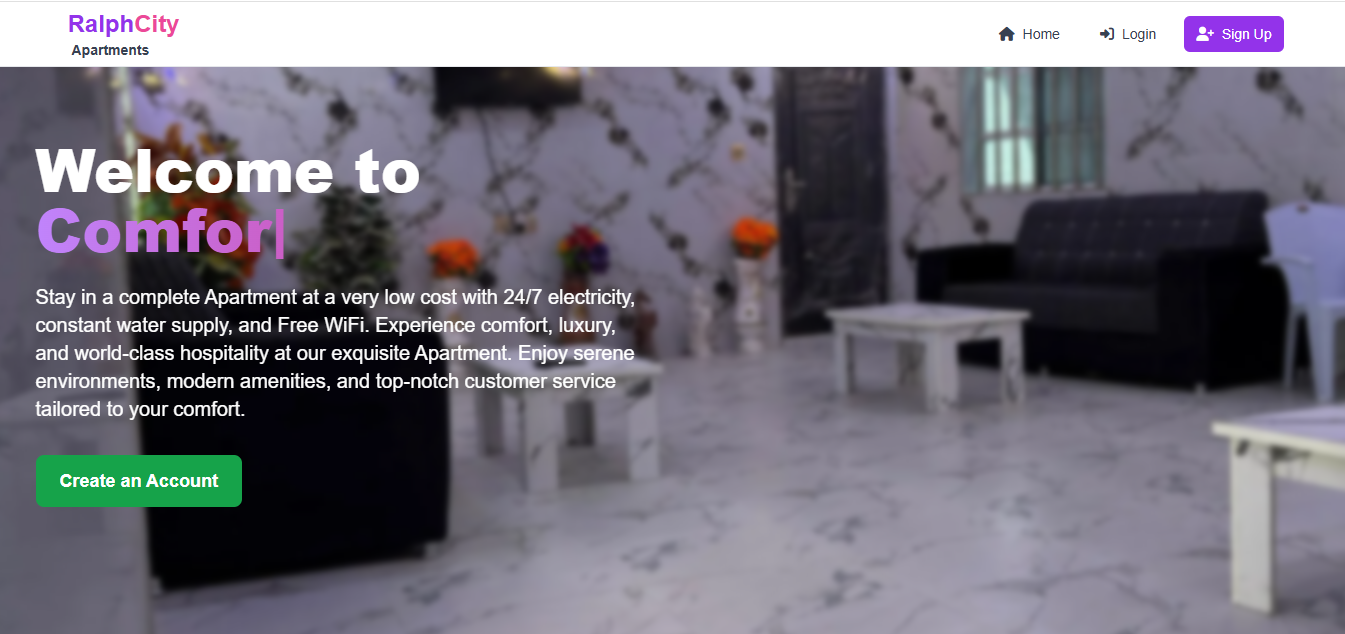 RalphCity
Apartments
Home
Login
Sign Up
Welcome to
Comfor|
Stay in a complete Apartment at a very low cost with 24/7 electricity,
constant water supply, and Free WiFi. Experience comfort, luxury,
and world-class hospitality at our exquisite Apartment. Enjoy serene
environments, modern amenities, and top-notch customer service
tailored to your comfort.
Create an Account